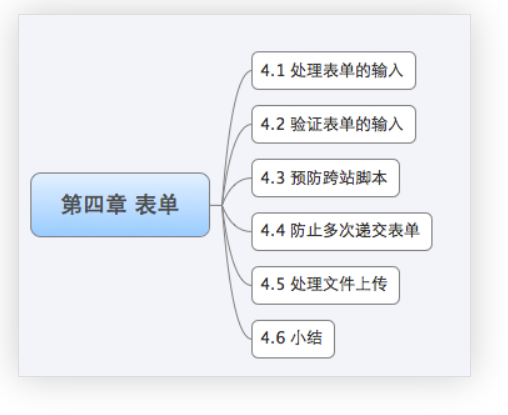 第四章 表单
4.1 处理表单的输入
4.2 验证表单的输入
4.3 预防跨站脚本
4.4 防止多次递交表单
4.5 处理文件上传
4.6 小结